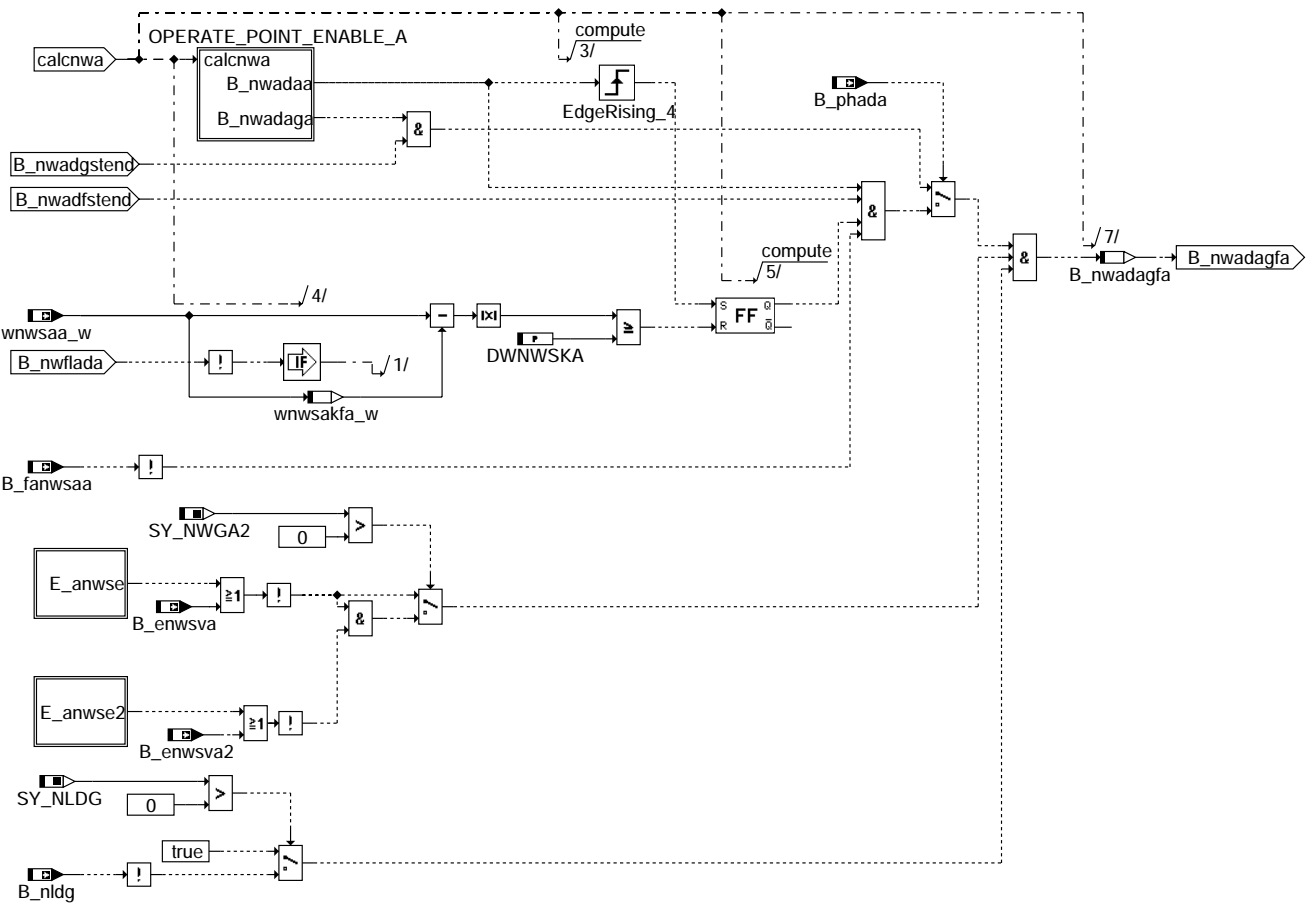 compute
3/
OPERATE_POINT_ENABLE_A
calcnwa
calcnwa
B_nwadaa
B_nwadaga
EdgeRising_4
B_phada
&
B_nwadgstend
B_nwadfstend
&
&
compute
5/
7/
B_nwadagfa
B_nwadagfa
4/
wnwsaa_w
−
|x|
≥
S Q
FF
R Q̅
P
DWNWSKA
B_nwflada
!
IF
1/
wnwsakfa_w
B_fanwsaa
!
SY_NWGA2
0
>
E_anwse
≥1
!
B_enwsva
&
E_anwse2
≥1
!
B_enwsva2
SY_NLDG
0
>
true
B_nldg
!